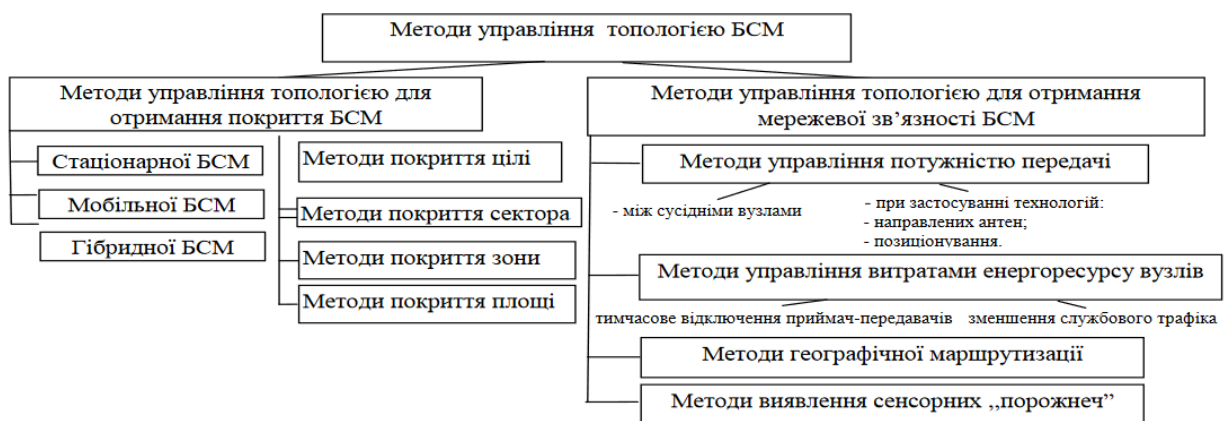 Методи управління топологією БСМ
Методи управління топологією для
отримання покриття БСМ
Стаціонарної БСМ
Мобільної БСМ
Гібридної БСМ
Методи покриття цілі
Методи покриття сектора
Методи покриття зони
Методи покриття площі
Методи управління топологією для отримання
мережевої зв’язності БСМ
Методи управління потужністю передачі
- між сусідніми вузлами
- при застосуванні технологій:
- направлених антен;
- позиціонування.
Методи управління витратами енергоресурсу вузлів
тимчасове відключення приймач-передавачів
зменшення службового трафіка
Методи географічної маршрутизації
Методи виявлення сенсорних „порожнеч”